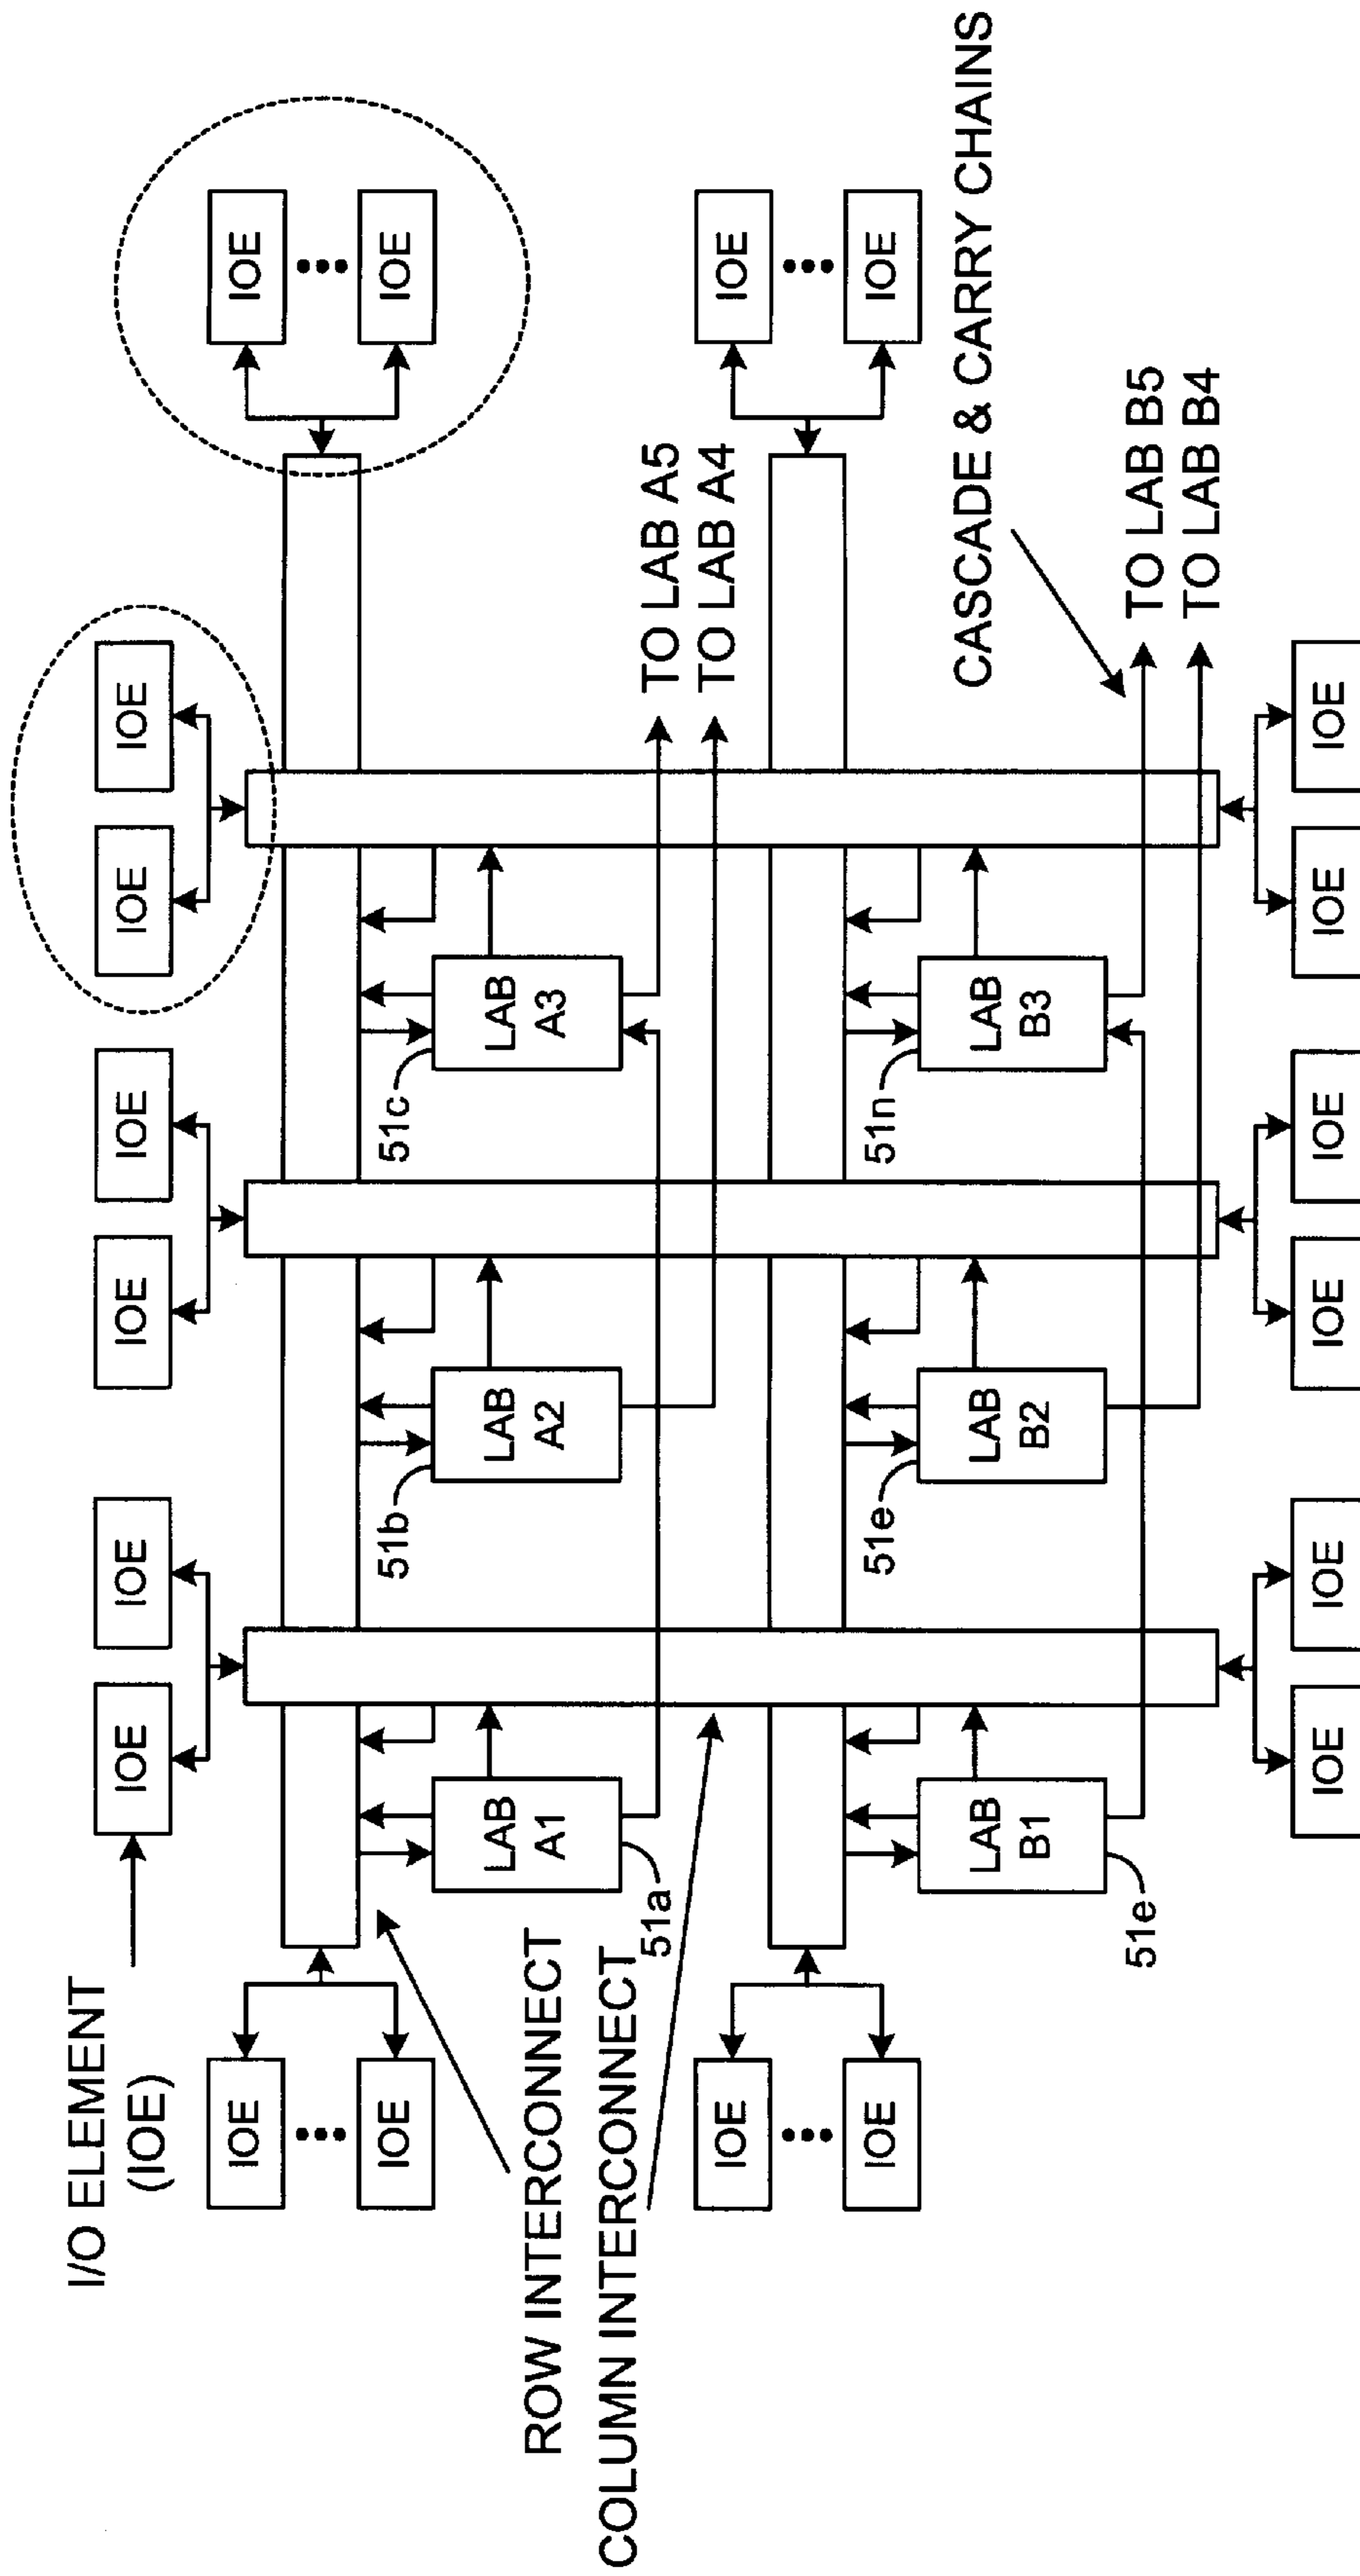 I/O ELEMENT
(IOE)
IOE
IOE
IOE
IOE
IOE
IOE
IOE
IOE
IOE
IOE
ROW INTERCONNECT
COLUMN INTERCONNECT
51a
51b
51c
LAB
A1
LAB
A2
LAB
A3
TO LAB A5
TO LAB A4
IOE
IOE
IOE
IOE
51e
51e
51n
LAB
B1
LAB
B2
LAB
B3
CASCADE & CARRY CHAINS
TO LAB B5
TO LAB B4
IOE
IOE
IOE
IOE
IOE
IOE